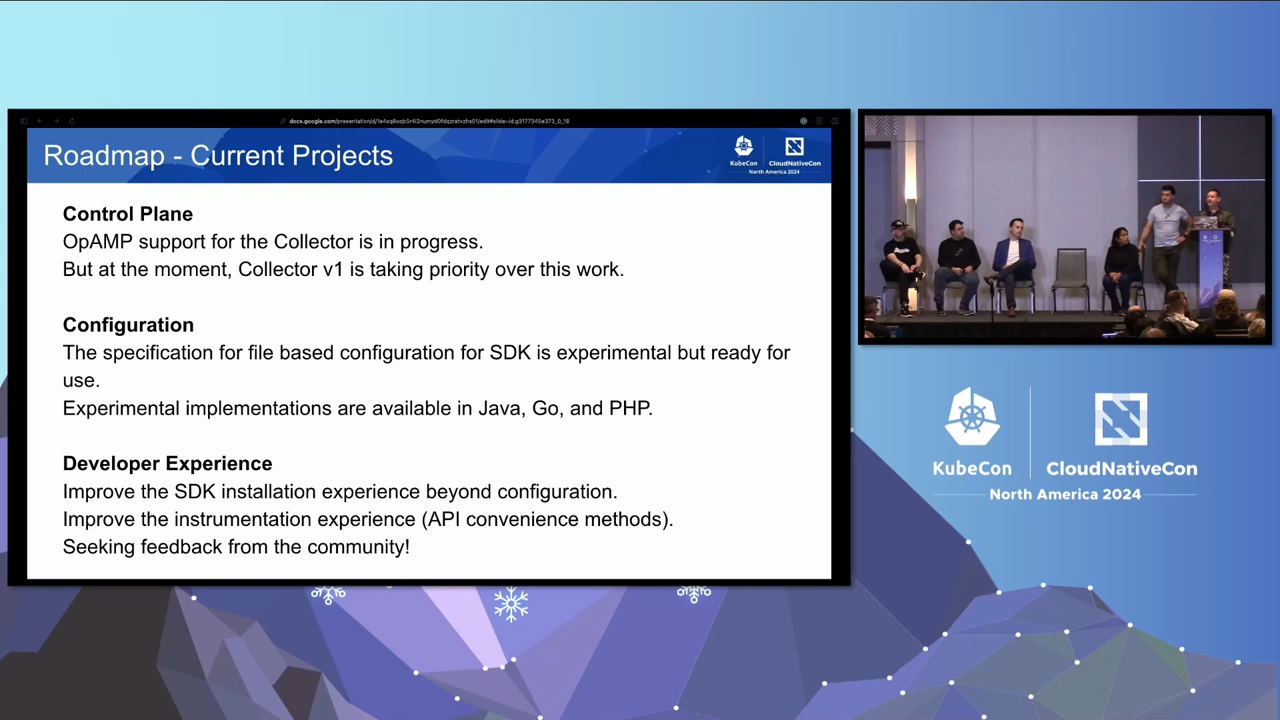 Roadmap - Current Projects
KubeCon
CloudNativeCon
North America 2024
Control Plane
OpAMP support for the Collector is in progress.
But at the moment, Collector v1 is taking priority over this work.
Configuration
The specification for file based configuration for SDK is experimental but ready for
use.
Experimental implementations are available in Java, Go, and PHP.
Developer Experience
Improve the SDK installation experience beyond configuration.
Improve the instrumentation experience (API convenience methods).
Seeking feedback from the community!
KubeCon
CloudNativeCon
North America 2024